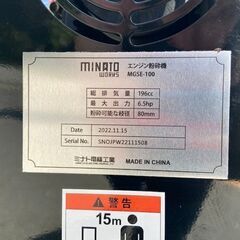 MINATO WORKS エンジン粉砕機
MGSE-100
総排気量 196cc
最大出力 6.5hp
粉砕可能な枝径 80mm
Date 2022.11.15
Serial No. SNOJPW22111508
ミナト電機工業 MADE IN CHINA
警告
15m